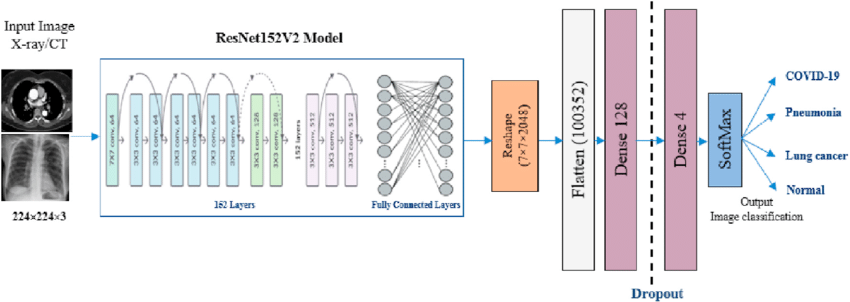 Input Image
X-ray/CT
224×224×3
ResNet152V2 Model
7X7 conv, 64
3X3 conv, 64
3X3 conv, 64
3X3 conv, 64
3X3 conv, 64
3X3 conv, 64
3X3 conv, 128
3X3 conv, 128
152 layers
3X3 conv, 512
3X3 conv, 512
3X3 conv, 512
152 Layers
Fully Connected Layers
Reshape
(7×7×2048)
Flatten (100352)
Dense 128
Dropout
Dense 4
SoftMax
COVID-19
Pneumonia
Lung cancer
Normal
Output
Image classification